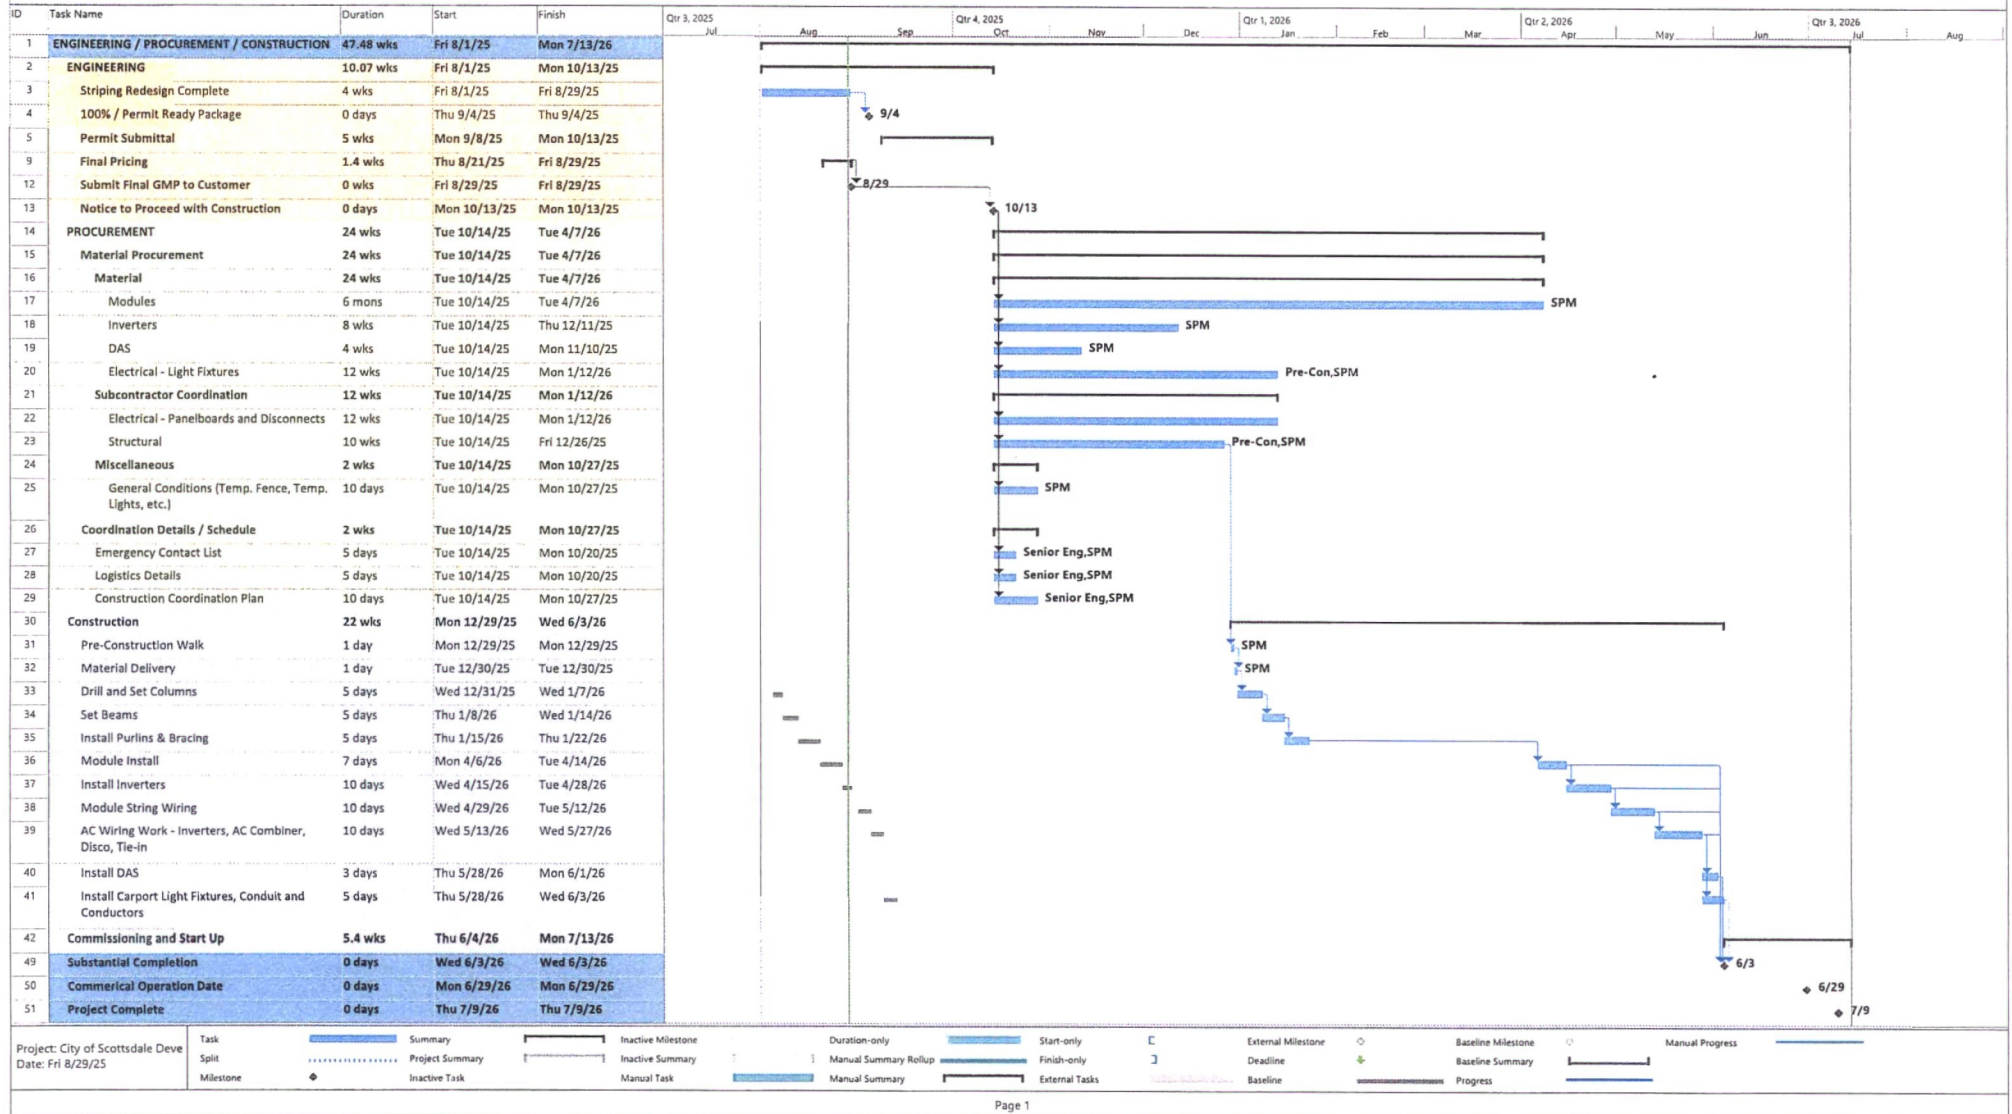 ID Task Name Duration Start Finish
Qtr 3, 2025 Qtr 4, 2025 Qtr 1, 2026 Qtr 2, 2026 Qtr 3, 2026
Jul Aug Sep Oct Nov Dec Jan Feb Mar Apr May Jun Jul Aug
1 ENGINEERING / PROCUREMENT / CONSTRUCTION 47.48 wks Fri 8/1/25 Mon 7/13/26
2 ENGINEERING 10.07 wks Fri 8/1/25 Mon 10/13/25
3 Striping Redesign Complete 4 wks Fri 8/1/25 Fri 8/29/25
4 100% / Permit Ready Package 0 days Thu 9/4/25 Thu 9/4/25 9/4
5 Permit Submittal 5 wks Mon 9/8/25 Mon 10/13/25
9 Final Pricing 1.4 wks Thu 8/21/25 Fri 8/29/25
12 Submit Final GMP to Customer 0 wks Fri 8/29/25 Fri 8/29/25 8/29
13 Notice to Proceed with Construction 0 days Mon 10/13/25 Mon 10/13/25 10/13
14 PROCUREMENT 24 wks Tue 10/14/25 Tue 4/7/26
15 Material Procurement 24 wks Tue 10/14/25 Tue 4/7/26
16 Material 24 wks Tue 10/14/25 Tue 4/7/26
17 Modules 6 mons Tue 10/14/25 Tue 4/7/26 SPM
18 Inverters 8 wks Tue 10/14/25 Thu 12/11/25 SPM
19 DAS 4 wks Tue 10/14/25 Mon 11/10/25 SPM
20 Electrical - Light Fixtures 12 wks Tue 10/14/25 Mon 1/12/26 Pre-Con,SPM
21 Subcontractor Coordination 12 wks Tue 10/14/25 Mon 1/12/26
22 Electrical - Panelboards and Disconnects 12 wks Tue 10/14/25 Mon 1/12/26
23 Structural 10 wks Tue 10/14/25 Fri 12/26/25 Pre-Con,SPM
24 Miscellaneous 2 wks Tue 10/14/25 Mon 10/27/25
25 General Conditions (Temp. Fence, Temp. 10 days Tue 10/14/25 Mon 10/27/25 SPM
Lights, etc.)
26 Coordination Details / Schedule 2 wks Tue 10/14/25 Mon 10/27/25
27 Emergency Contact List 5 days Tue 10/14/25 Mon 10/20/25 Senior Eng,SPM
28 Logistics Details 5 days Tue 10/14/25 Mon 10/20/25 Senior Eng,SPM
29 Construction Coordination Plan 10 days Tue 10/14/25 Mon 10/27/25 Senior Eng,SPM
30 Construction 22 wks Mon 12/29/25 Wed 6/3/26
31 Pre-Construction Walk 1 day Mon 12/29/25 Mon 12/29/25 SPM
32 Material Delivery 1 day Tue 12/30/25 Tue 12/30/25 SPM
33 Drill and Set Columns 5 days Wed 12/31/25 Wed 1/7/26
34 Set Beams 5 days Thu 1/8/26 Wed 1/14/26
35 Install Purlins & Bracing 5 days Thu 1/15/26 Thu 1/22/26
36 Module Install 7 days Mon 4/6/26 Tue 4/14/26
37 Install Inverters 10 days Wed 4/15/26 Tue 4/28/26
38 Module String Wiring 10 days Wed 4/29/26 Tue 5/12/26
39 AC Wiring Work - Inverters, AC Combiner, 10 days Wed 5/13/26 Wed 5/27/26
Disco, Tie-in
40 Install DAS 3 days Thu 5/28/26 Mon 6/1/26
41 Install Carport Light Fixtures, Conduit and 5 days Thu 5/28/26 Wed 6/3/26
Conductors
42 Commissioning and Start Up 5.4 wks Thu 6/4/26 Mon 7/13/26
49 Substantial Completion 0 days Wed 6/3/26 Wed 6/3/26 6/3
50 Commerical Operation Date 0 days Mon 6/29/26 Mon 6/29/26 6/29
51 Project Complete 0 days Thu 7/9/26 Thu 7/9/26 7/9
Project: City of Scottsdale Deve
Date: Fri 8/29/25
Task Summary Inactive Milestone Duration-only Start-only External Milestone Baseline Milestone Manual Progress
Split Project Summary Inactive Summary Manual Summary Rollup Finish-only Deadline Baseline Summary
Milestone Inactive Task Manual Task Manual Summary External Tasks Baseline Progress
Page 1